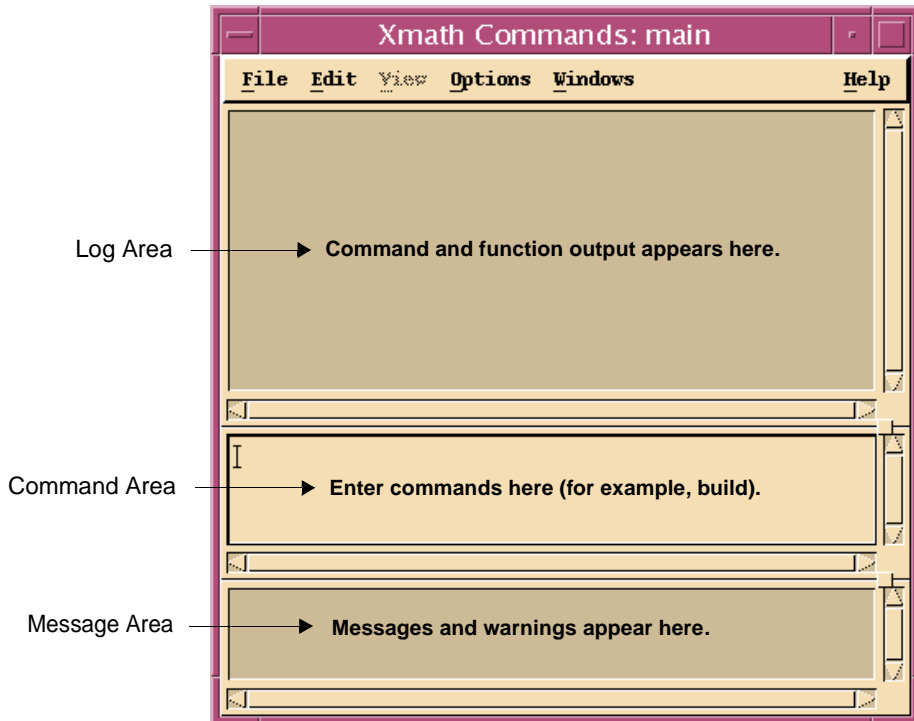 Xmath Commands: main
File Edit View Options Windows Help
Log Area
Command and function output appears here.
Command Area
Enter commands here (for example, build).
Message Area
Messages and warnings appear here.